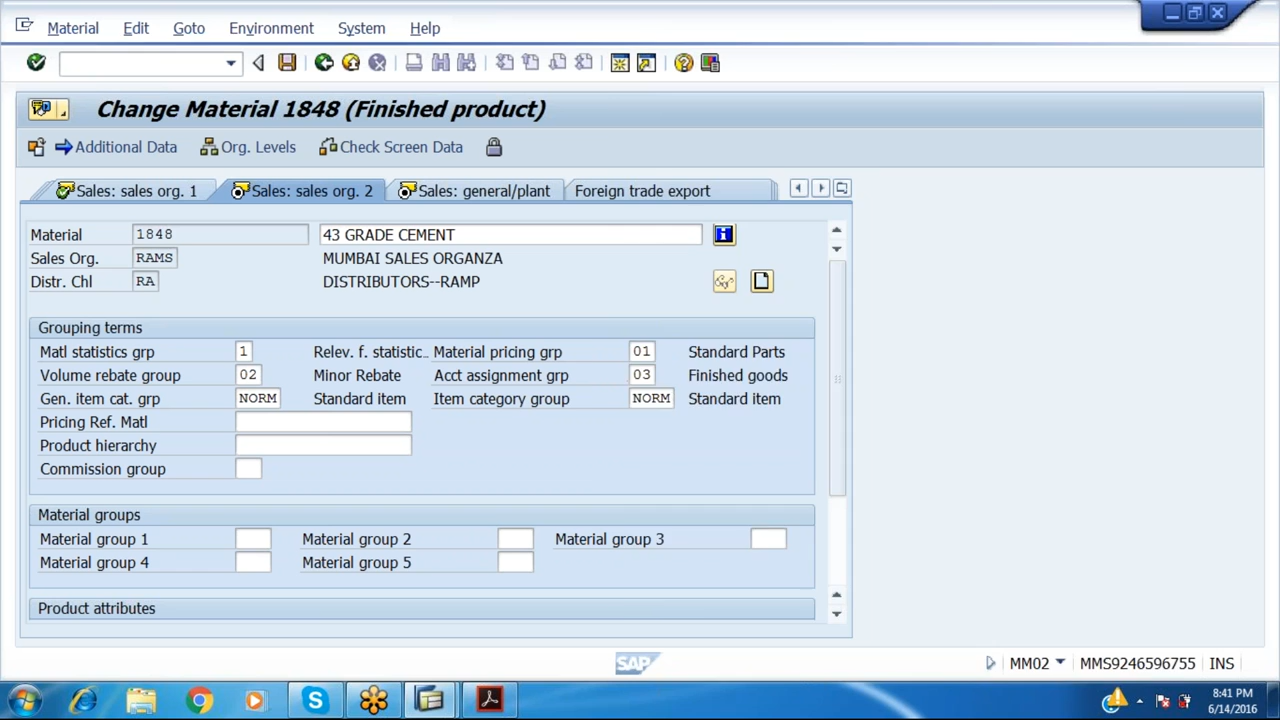 Material Edit Goto Environment System Help
Change Material 1848 (Finished product)
Additional Data Org. Levels Check Screen Data
Sales: sales org. 1 Sales: sales org. 2 Sales: general/plant Foreign trade export
Material 1848 43 GRADE CEMENT
Sales Org. RAMS MUMBAI SALES ORGANZA
Distr. Chl RA DISTRIBUTORS--RAMP
Grouping terms
Matl statistics grp 1 Relev. f. statistic... Material pricing grp 01 Standard Parts
Volume rebate group 02 Minor Rebate Acct assignment grp 03 Finished goods
Gen. item cat. grp NORM Standard item Item category group NORM Standard item
Pricing Ref. Matl
Product hierarchy
Commission group
Material groups
Material group 1 Material group 2 Material group 3
Material group 4 Material group 5
Product attributes
SAP MM02 MMS9246596755 INS
8:41 PM
6/14/2016